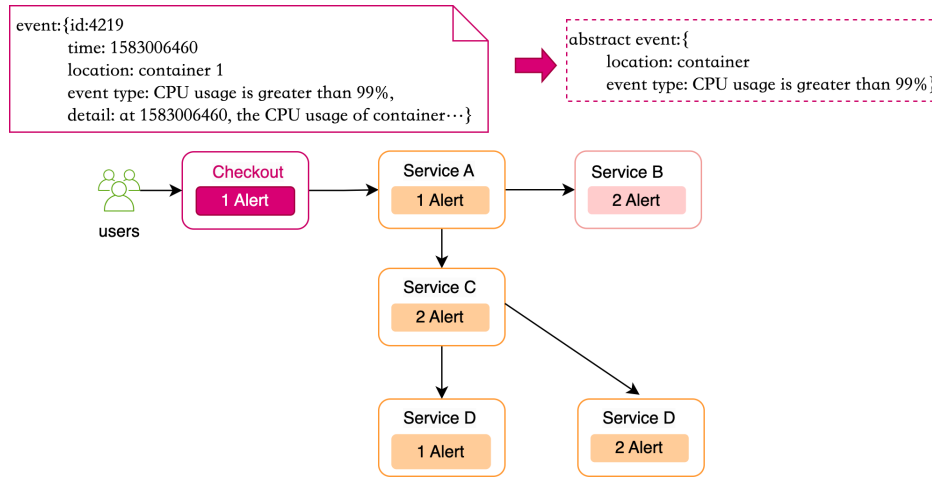 event:{id:4219
time: 1583006460
location: container 1
event type: CPU usage is greater than 99%,
detail: at 1583006460, the CPU usage of container⋯}
abstract event:{
location: container
event type: CPU usage is greater than 99%}
users
Checkout
1 Alert
Service A
1 Alert
Service B
2 Alert
Service C
2 Alert
Service D
1 Alert
Service D
2 Alert